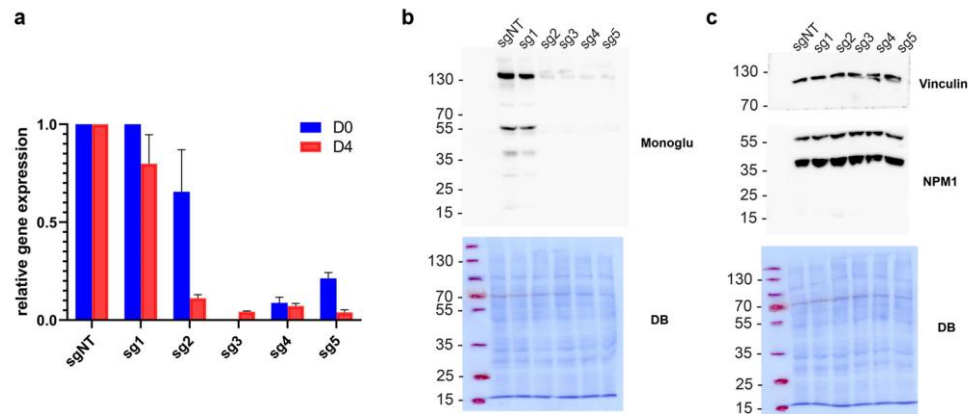 a
relative gene expression
1.0
0.5
0.0
D0
D4
sgNT
sg1
sg2
sg3
sg4
sg5
b
sgNT
sg1
sg2
sg3
sg4
sg5
130 -
70 -
55 -
35 -
25 -
15 -
Monoglu
130 -
70 -
55 -
35 -
25 -
15 -
DB
c
sgNT
sg1
sg2
sg3
sg4
sg5
130 -
70 -
Vinculin
55 -
35 -
25 -
15 -
NPM1
130 -
70 -
55 -
35 -
25 -
15 -
DB